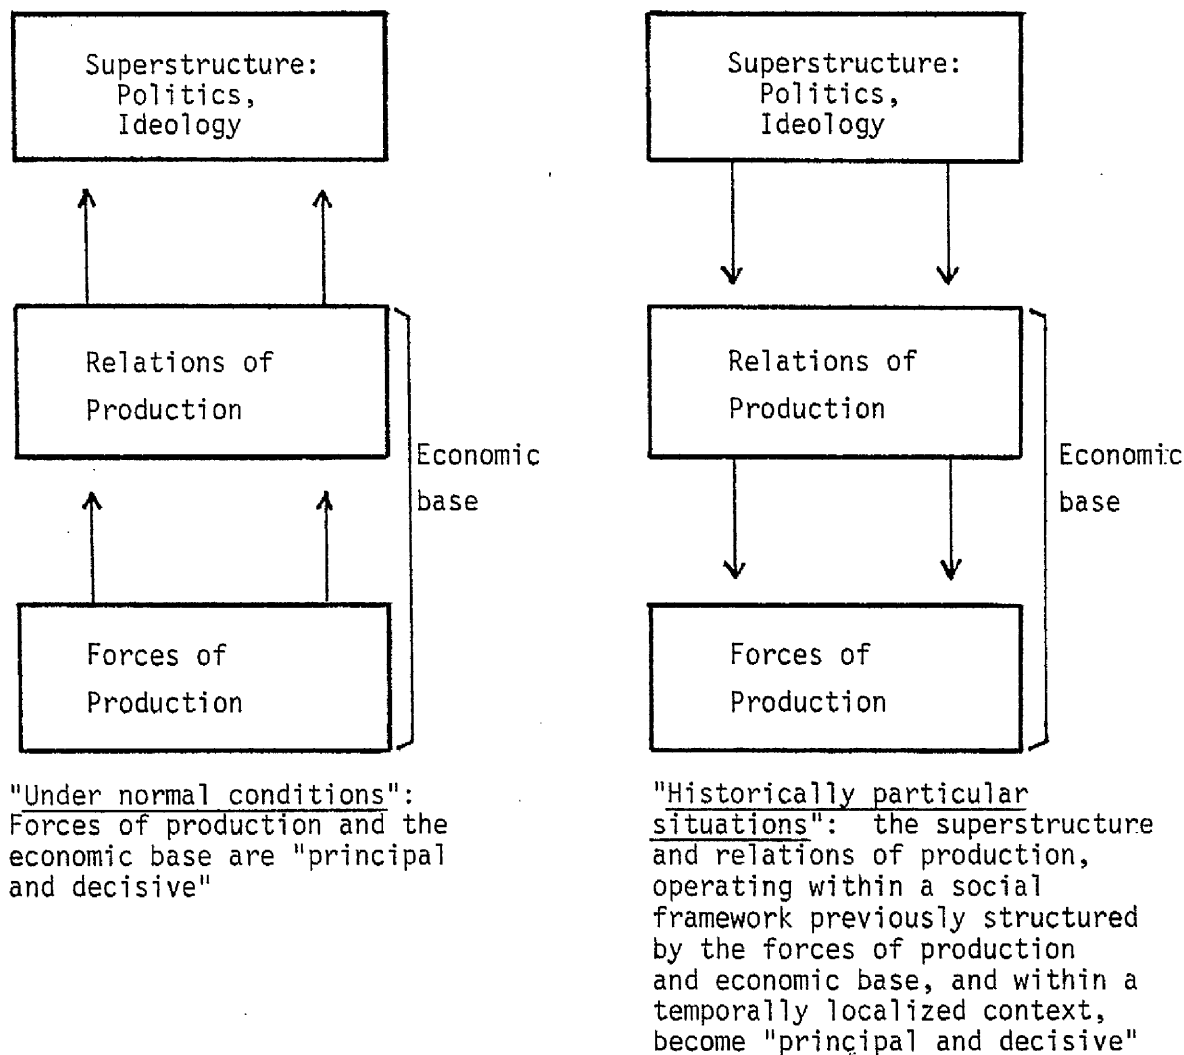 Superstructure:
Politics,
Ideology
Relations of
Production
Forces of
Production
Economic
base
"Under normal conditions":
Forces of production and the
economic base are "principal
and decisive"
Superstructure:
Politics,
Ideology
Relations of
Production
Forces of
Production
Economic
base
"Historically particular
situations":  the superstructure
and relations of production,
operating within a social
framework previously structured
by the forces of production
and economic base, and within a
temporally localized context,
become "principal and decisive"